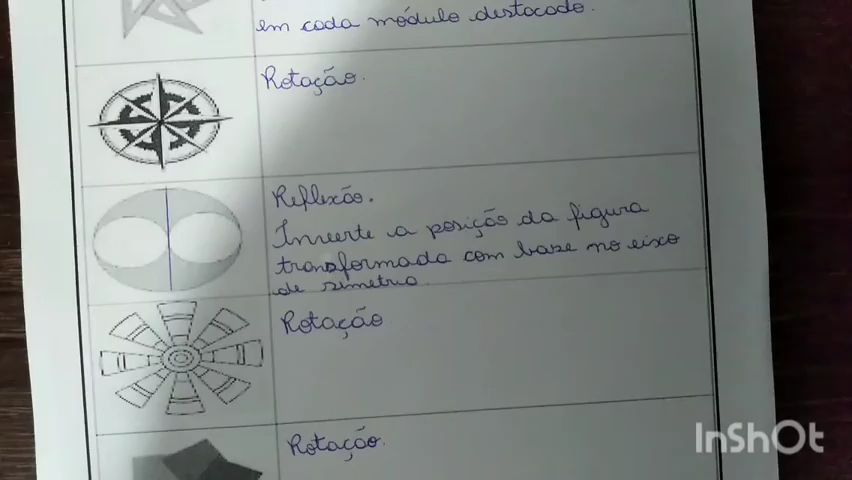 em cada módulo destacado.
Rotação.
Reflexão.
Inverte a posição da figura
transformada com base no eixo
de simetria.
Rotação
Rotação.
InShOt